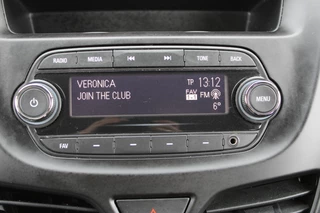 RADIO MEDIA TONE BACK
VERONICA TP 13:12
JOIN THE CLUB FAV FM
6°
MENU
FAV